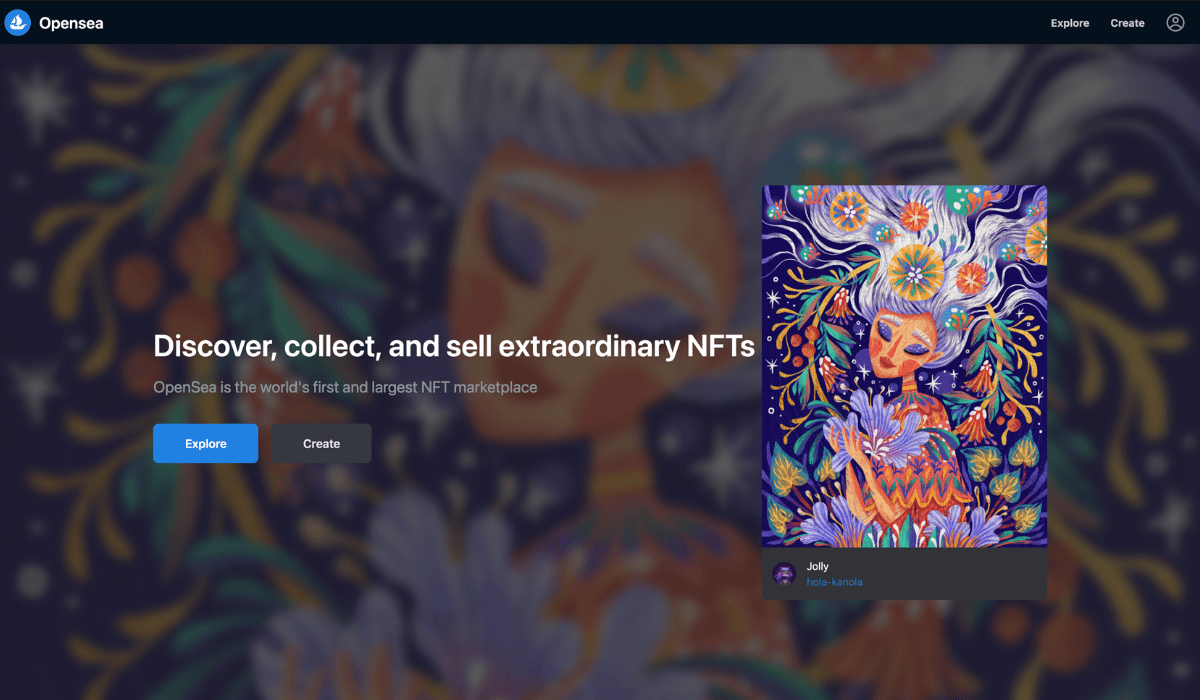 Opensea
Explore
Create
Discover, collect, and sell extraordinary NFTs
OpenSea is the world's first and largest NFT marketplace
Explore
Create
Jolly
hoia-kanola